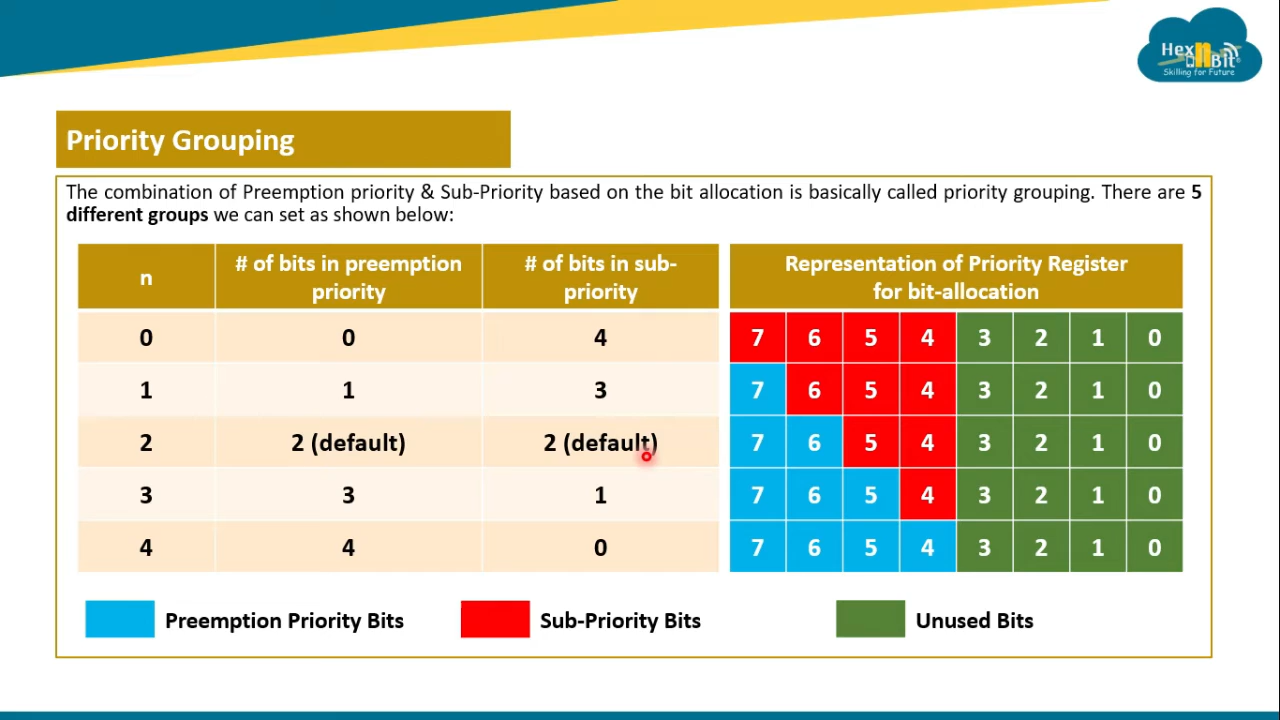 Hex n Bit
Skilling for Future
Priority Grouping
The combination of Preemption priority & Sub-Priority based on the bit allocation is basically called priority grouping. There are 5
different groups we can set as shown below:
n # of bits in preemption priority # of bits in sub-priority Representation of Priority Register for bit-allocation
0 0 4 7 6 5 4 3 2 1 0
1 1 3 7 6 5 4 3 2 1 0
2 2 (default) 2 (default) 7 6 5 4 3 2 1 0
3 3 1 7 6 5 4 3 2 1 0
4 4 0 7 6 5 4 3 2 1 0
Preemption Priority Bits Sub-Priority Bits Unused Bits